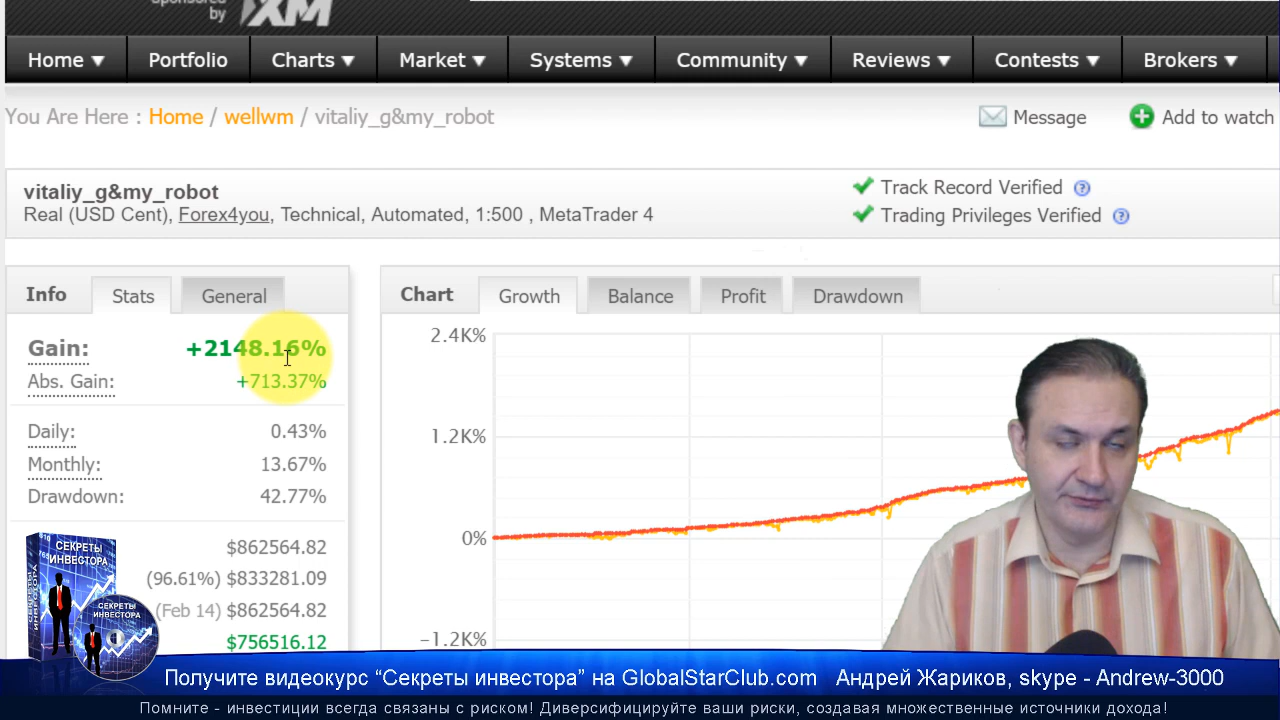 Sponsored
by XM
Home ▼ Portfolio Charts ▼ Market ▼ Systems ▼ Community ▼ Reviews ▼ Contests ▼ Brokers ▼
You Are Here : Home / wellwm / vitaliy_g&my_robot
Message Add to watch
vitaliy_g&my_robot
Real (USD Cent), Forex4you, Technical, Automated, 1:500 , MetaTrader 4
Track Record Verified ?
Trading Privileges Verified ?
Info Stats General
Gain: +2148.16%
Abs. Gain: +713.37%
Daily: 0.43%
Monthly: 13.67%
Drawdown: 42.77%
$862564.82
(96.61%) $833281.09
(Feb 14) $862564.82
$756516.12
СЕКРЕТЫ
ИНВЕСТОРА
СЕКРЕТЫ
ИНВЕСТОРА
Chart Growth Balance Profit Drawdown
2.4K%
1.2K%
0%
−1.2K%
Получите видеокурс “Секреты инвестора” на GlobalStarClub.com Андрей Жариков, skype - Andrew-3000
Помните - инвестиции всегда связаны с риском! Диверсифицируйте ваши риски, создавая множественные источники дохода!